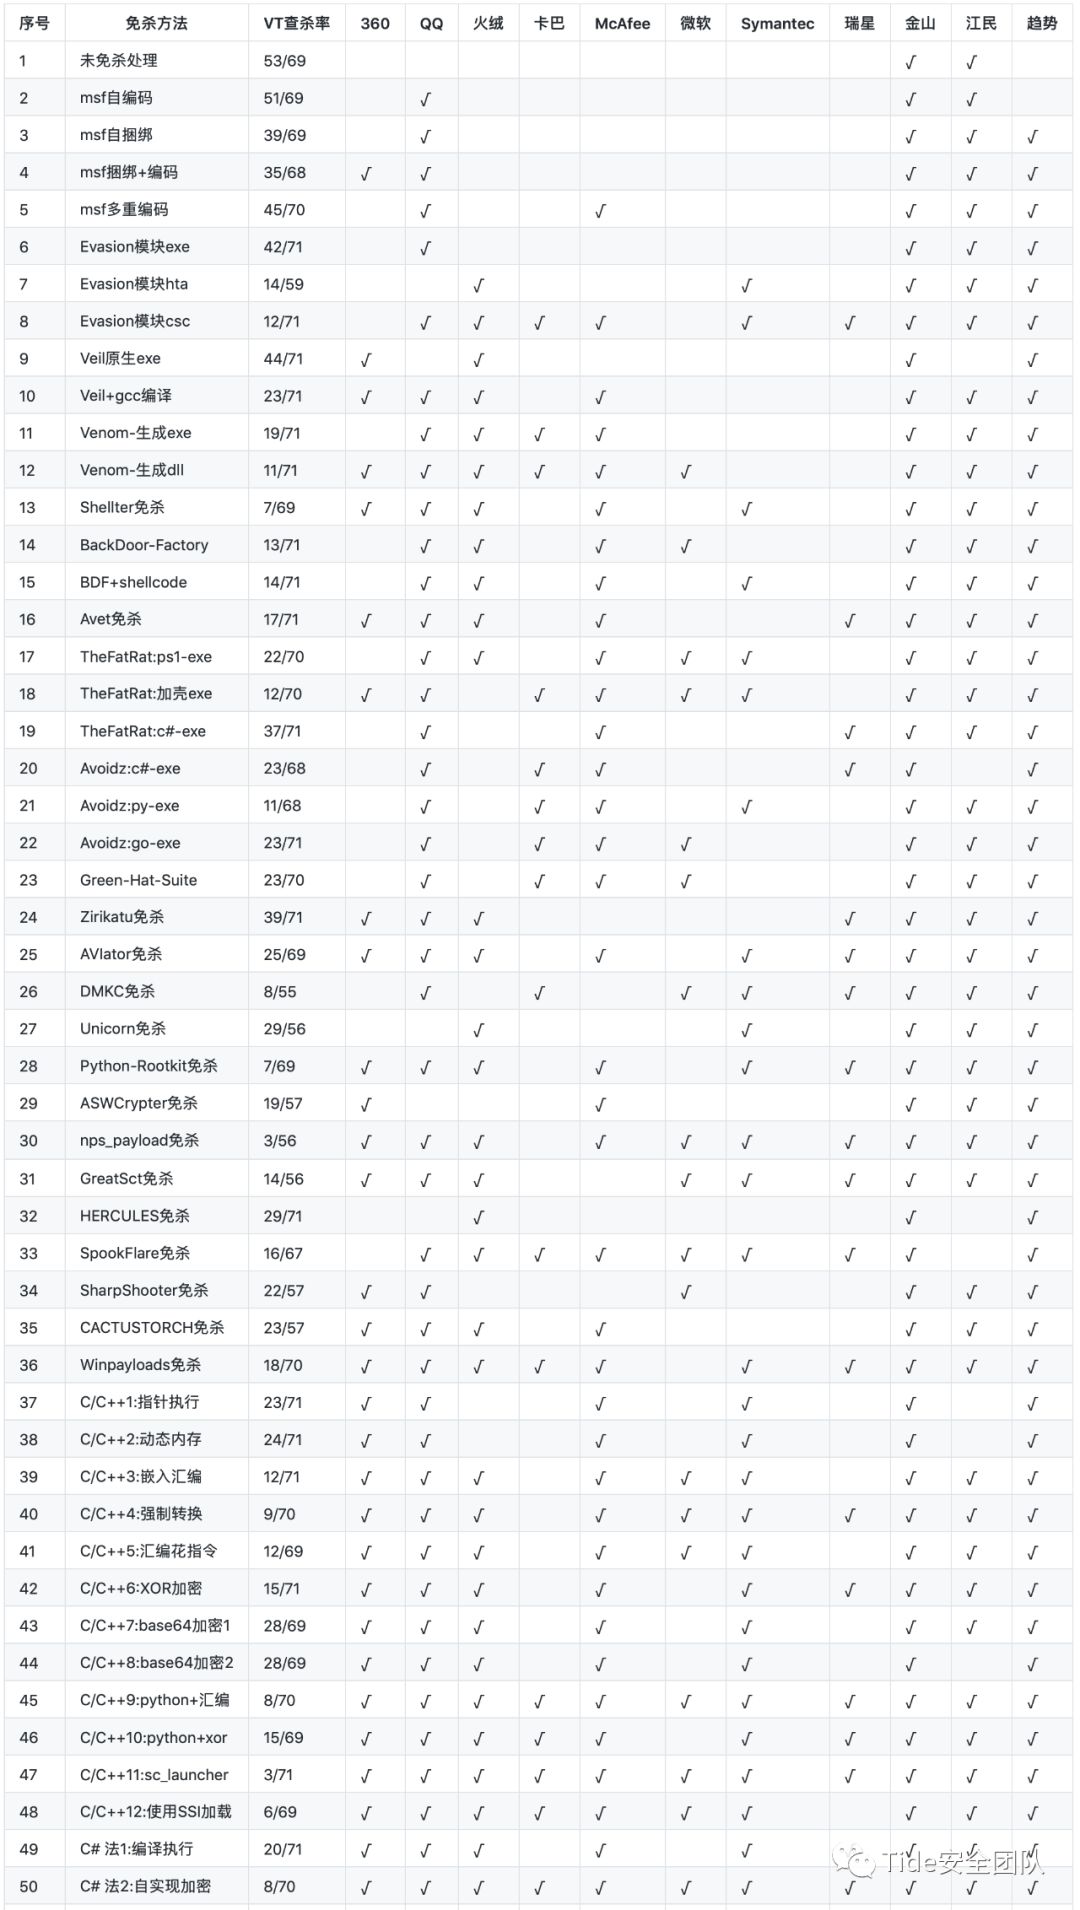 序号 免杀方法 VT查杀率 360 QQ 火绒 卡巴 McAfee 微软 Symantec 瑞星 金山 江民 趋势
1 未免杀处理 53/69 √ √
2 msf自编码 51/69 √ √ √
3 msf自捆绑 39/69 √ √ √ √
4 msf捆绑+编码 35/68 √ √ √ √ √
5 msf多重编码 45/70 √ √ √ √ √
6 Evasion模块exe 42/71 √ √ √ √
7 Evasion模块hta 14/59 √ √ √ √ √
8 Evasion模块csc 12/71 √ √ √ √ √ √ √ √ √
9 Veil原生exe 44/71 √ √ √ √
10 Veil+gcc编译 23/71 √ √ √ √ √ √ √
11 Venom-生成exe 19/71 √ √ √ √ √ √ √
12 Venom-生成dll 11/71 √ √ √ √ √ √ √ √ √
13 Shellter免杀 7/69 √ √ √ √ √ √ √ √
14 BackDoor-Factory 13/71 √ √ √ √ √ √ √
15 BDF+shellcode 14/71 √ √ √ √ √ √ √
16 Avet免杀 17/71 √ √ √ √ √ √ √ √
17 TheFatRat:ps1-exe 22/70 √ √ √ √ √ √ √ √
18 TheFatRat:加壳exe 12/70 √ √ √ √ √ √ √ √ √
19 TheFatRat:c#-exe 37/71 √ √ √ √ √ √
20 Avoidz:c#-exe 23/68 √ √ √ √ √ √
21 Avoidz:py-exe 11/68 √ √ √ √ √ √ √
22 Avoidz:go-exe 23/71 √ √ √ √ √ √ √
23 Green-Hat-Suite 23/70 √ √ √ √ √ √ √
24 Zirikatu免杀 39/71 √ √ √ √ √ √ √
25 AVIator免杀 25/69 √ √ √ √ √ √ √ √ √
26 DMKC免杀 8/55 √ √ √ √ √ √ √ √
27 Unicorn免杀 29/56 √ √ √ √ √
28 Python-Rootkit免杀 7/69 √ √ √ √ √ √ √ √ √
29 ASWCrypter免杀 19/57 √ √ √ √ √
30 nps_payload免杀 3/56 √ √ √ √ √ √ √ √ √ √
31 GreatSct免杀 14/56 √ √ √ √ √ √ √ √ √
32 HERCULES免杀 29/71 √ √ √
33 SpookFlare免杀 16/67 √ √ √ √ √ √ √ √ √
34 SharpShooter免杀 22/57 √ √ √ √ √ √
35 CACTUSTORCH免杀 23/57 √ √ √ √ √ √ √
36 Winpayloads免杀 18/70 √ √ √ √ √ √ √ √ √ √
37 C/C++1:指针执行 23/71 √ √ √ √ √ √
38 C/C++2:动态内存 24/71 √ √ √ √ √ √
39 C/C++3:嵌入汇编 12/71 √ √ √ √ √ √ √ √ √
40 C/C++4:强制转换 9/70 √ √ √ √ √ √ √ √ √ √
41 C/C++5:汇编花指令 12/69 √ √ √ √ √ √ √ √ √
42 C/C++6:XOR加密 15/71 √ √ √ √ √ √ √ √ √
43 C/C++7:base64加密1 28/69 √ √ √ √ √ √ √ √
44 C/C++8:base64加密2 28/69 √ √ √ √ √ √ √
45 C/C++9:python+汇编 8/70 √ √ √ √ √ √ √ √ √ √ √
46 C/C++10:python+xor 15/69 √ √ √ √ √ √ √ √ √ √
47 C/C++11:sc_launcher 3/71 √ √ √ √ √ √ √ √ √ √ √
48 C/C++12:使用SSI加载 6/69 √ √ √ √ √ √ √ √ √ √
49 C# 法1:编译执行 20/71 √ √ √ √ √ √ √ √
50 C# 法2:自实现加密 8/70 √ √ √ √ √ √ √ √ √ √ √
Tide安全团队